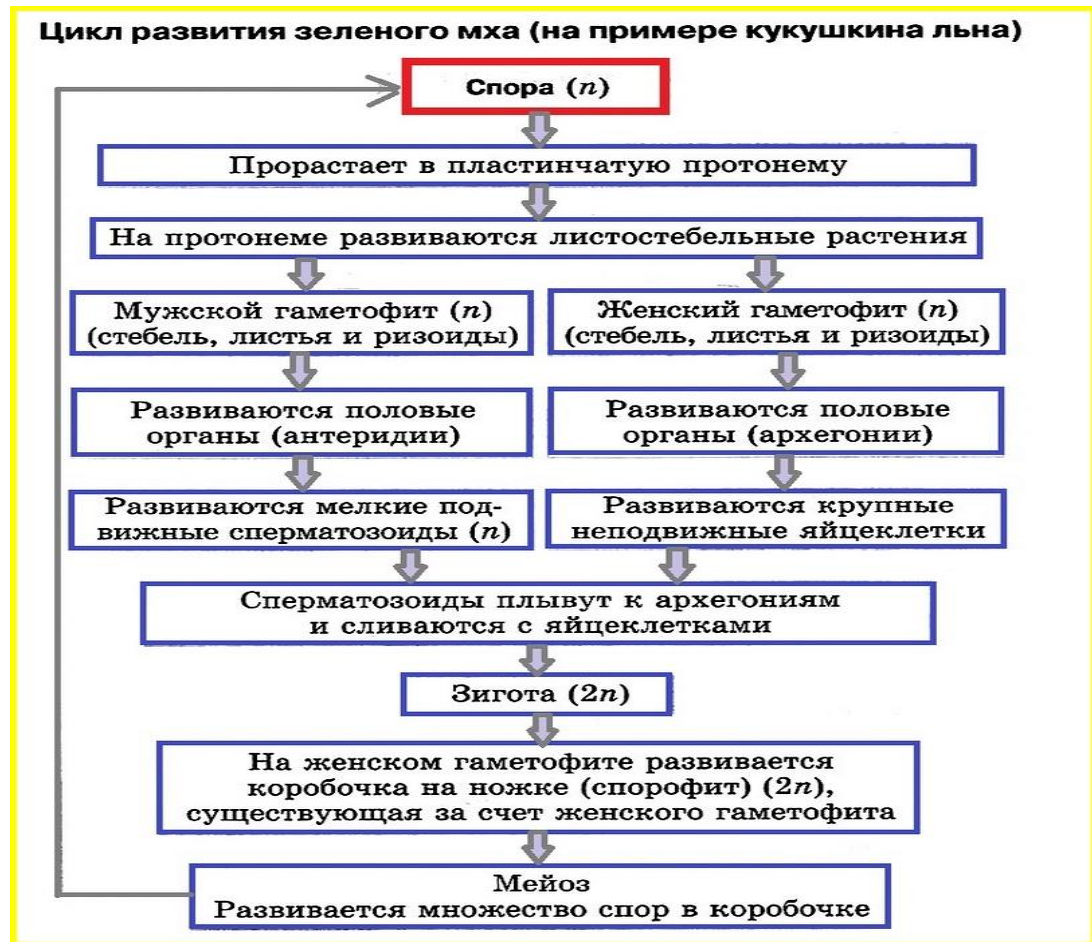 Цикл развития зеленого мха (на примере кукушкина льна)
Спора (n)
Прорастает в пластинчатую протонему
На протонеме развиваются листостебельные растения
Мужской гаметофит (n)
(стебель, листья и ризоиды)
Женский гаметофит (n)
(стебель, листья и ризоиды)
Развиваются половые
органы (антеридии)
Развиваются половые
органы (архегонии)
Развиваются мелкие под-
вижные сперматозоиды (n)
Развиваются крупные
неподвижные яйцеклетки
Сперматозоиды плывут к архегониям
и сливаются с яйцеклетками
Зигота (2n)
На женском гаметофите развивается
коробочка на ножке (спорофит) (2n),
существующая за счет женского гаметофита
Мейоз
Развивается множество спор в коробочке